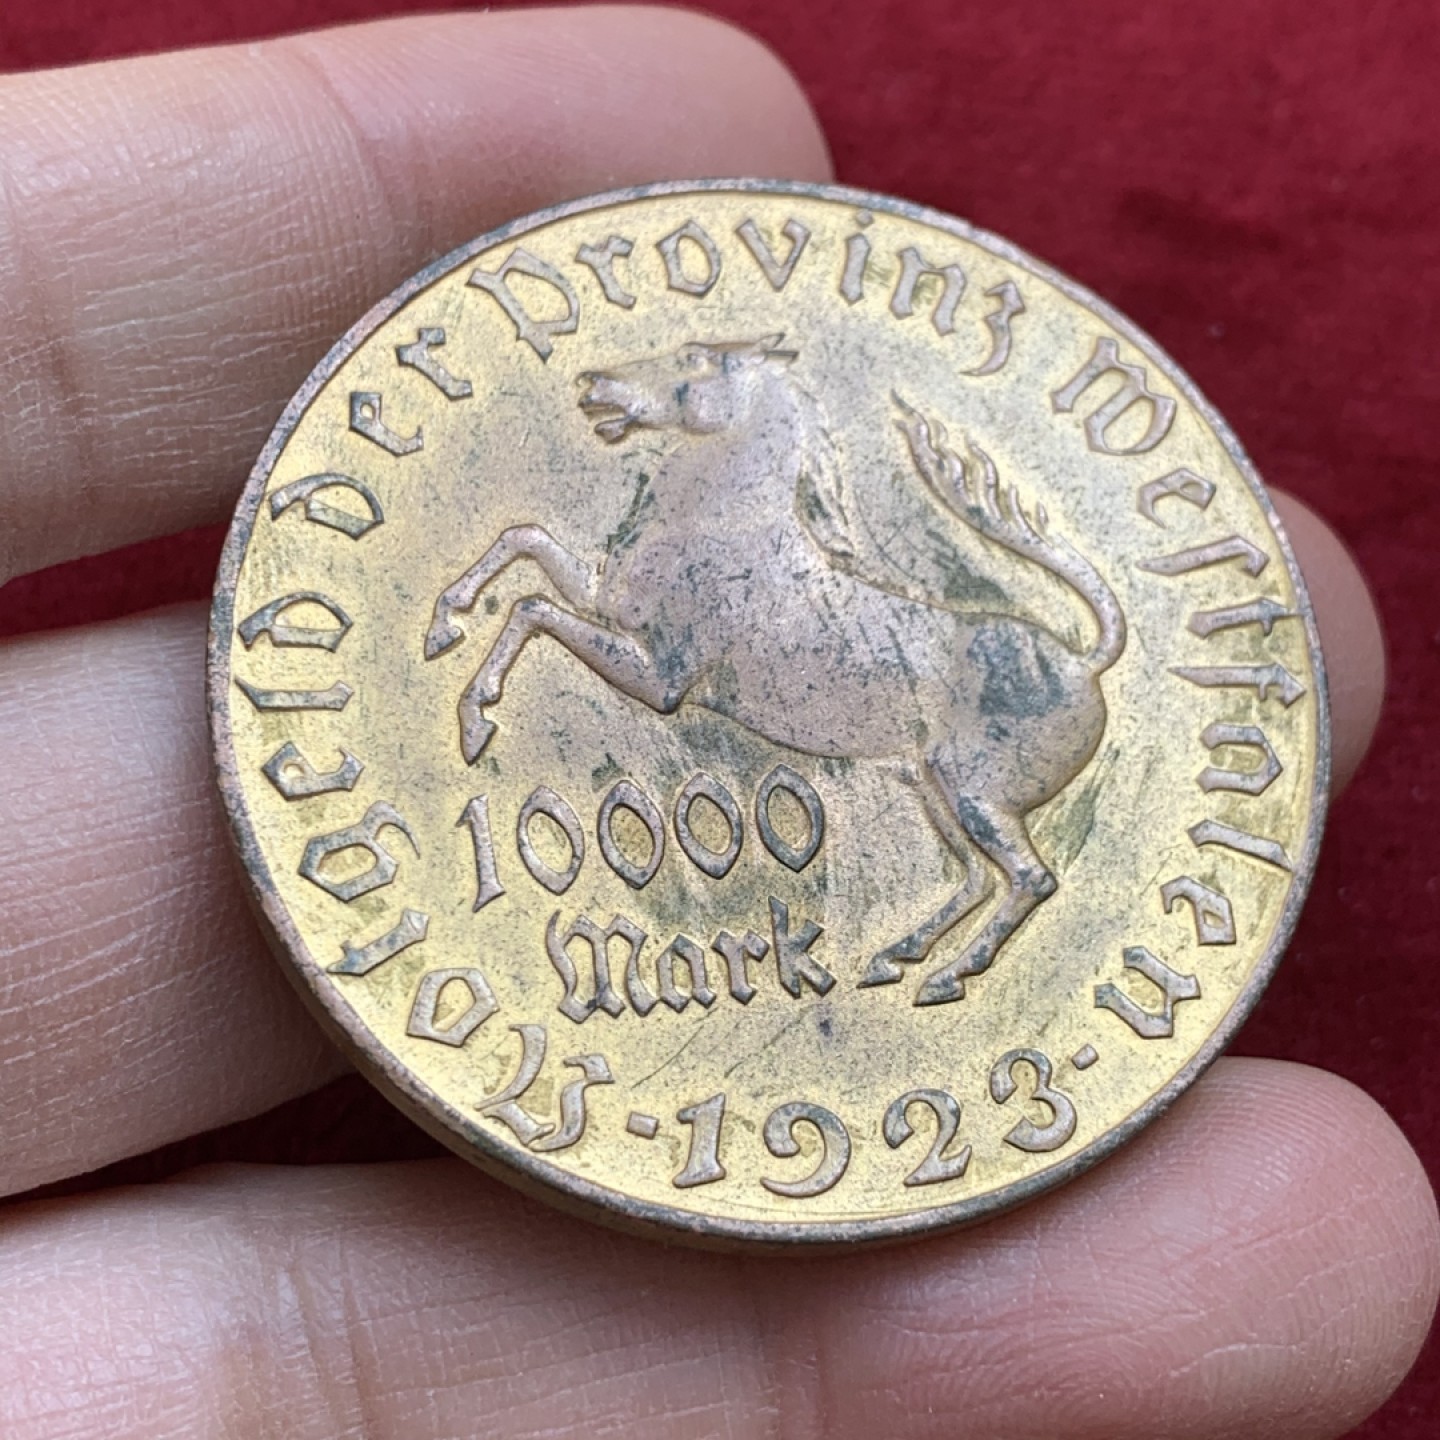 Notgeld der Provinz Westfalen
10000
Mark
· 1923 ·